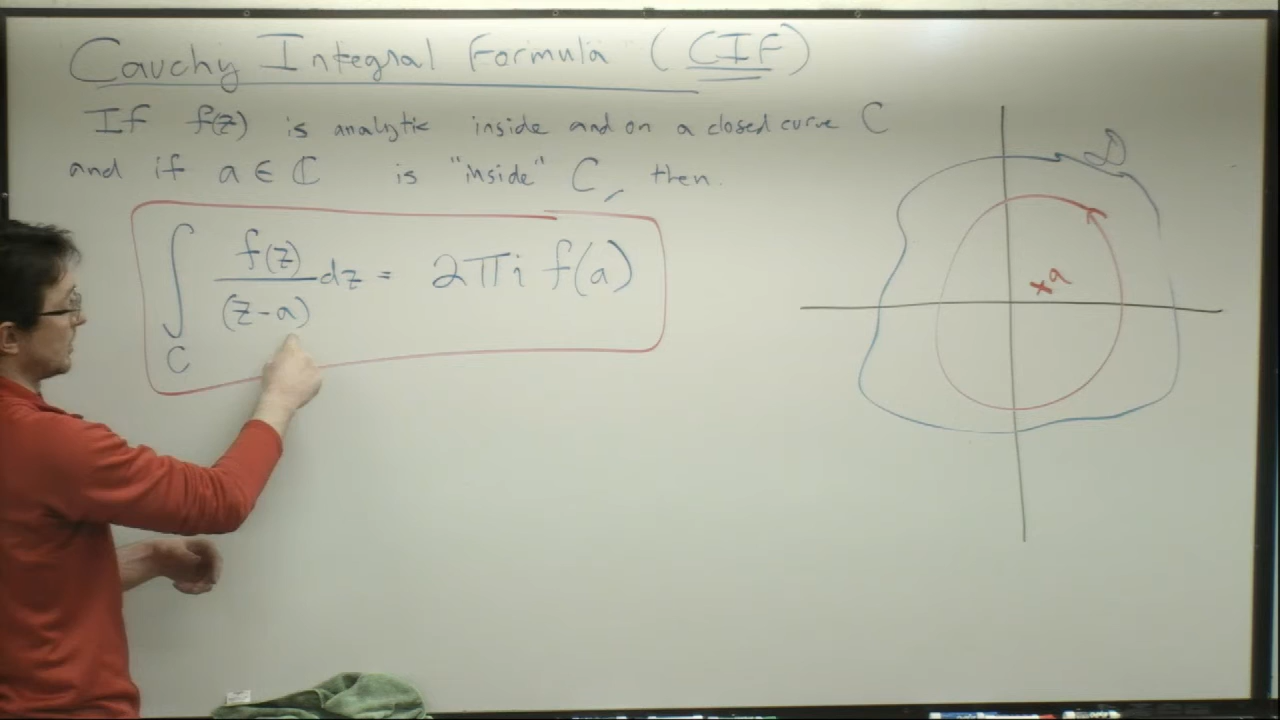 Cauchy Integral Formula (CIF)
If f(z) is analytic inside and on a closed curve C
and if a ∈ ℂ is "inside" C, then
∫_C f(z)/(z-a) dz = 2πi f(a)
D
a